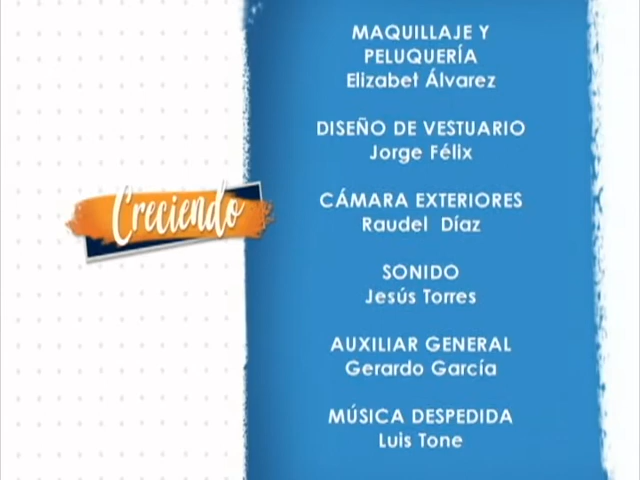 MAQUILLAJE Y
PELUQUERÍA
Elizabet Álvarez
DISEÑO DE VESTUARIO
Jorge Félix
Creciendo
CÁMARA EXTERIORES
Raudel Díaz
SONIDO
Jesús Torres
AUXILIAR GENERAL
Gerardo García
MÚSICA DESPEDIDA
Luis Tone